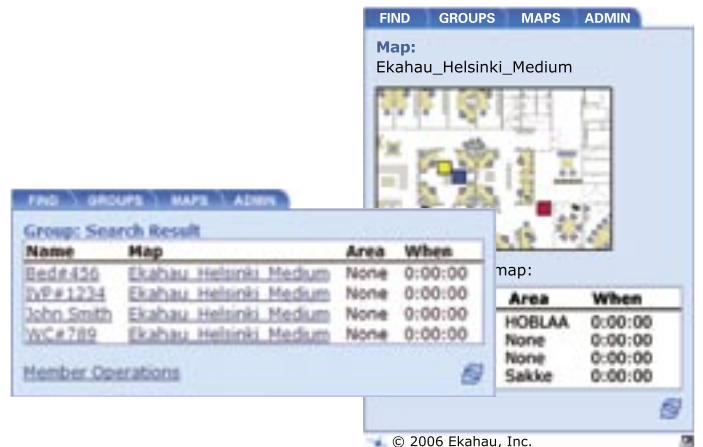 FIND GROUPS MAPS ADMIN
Map:
Ekahau_Helsinki_Medium
map:
Area When
HOBLAA 0:00:00
None 0:00:00
None 0:00:00
Sakke 0:00:00
© 2006 Ekahau, Inc.
FIND GROUPS MAPS ADMIN
Group: Search Result
Name Map Area When
Bed#456 Ekahau_Helsinki_Medium None 0:00:00
IVP#1234 Ekahau_Helsinki_Medium None 0:00:00
John Smith Ekahau_Helsinki_Medium None 0:00:00
WC#789 Ekahau_Helsinki_Medium None 0:00:00
Member Operations